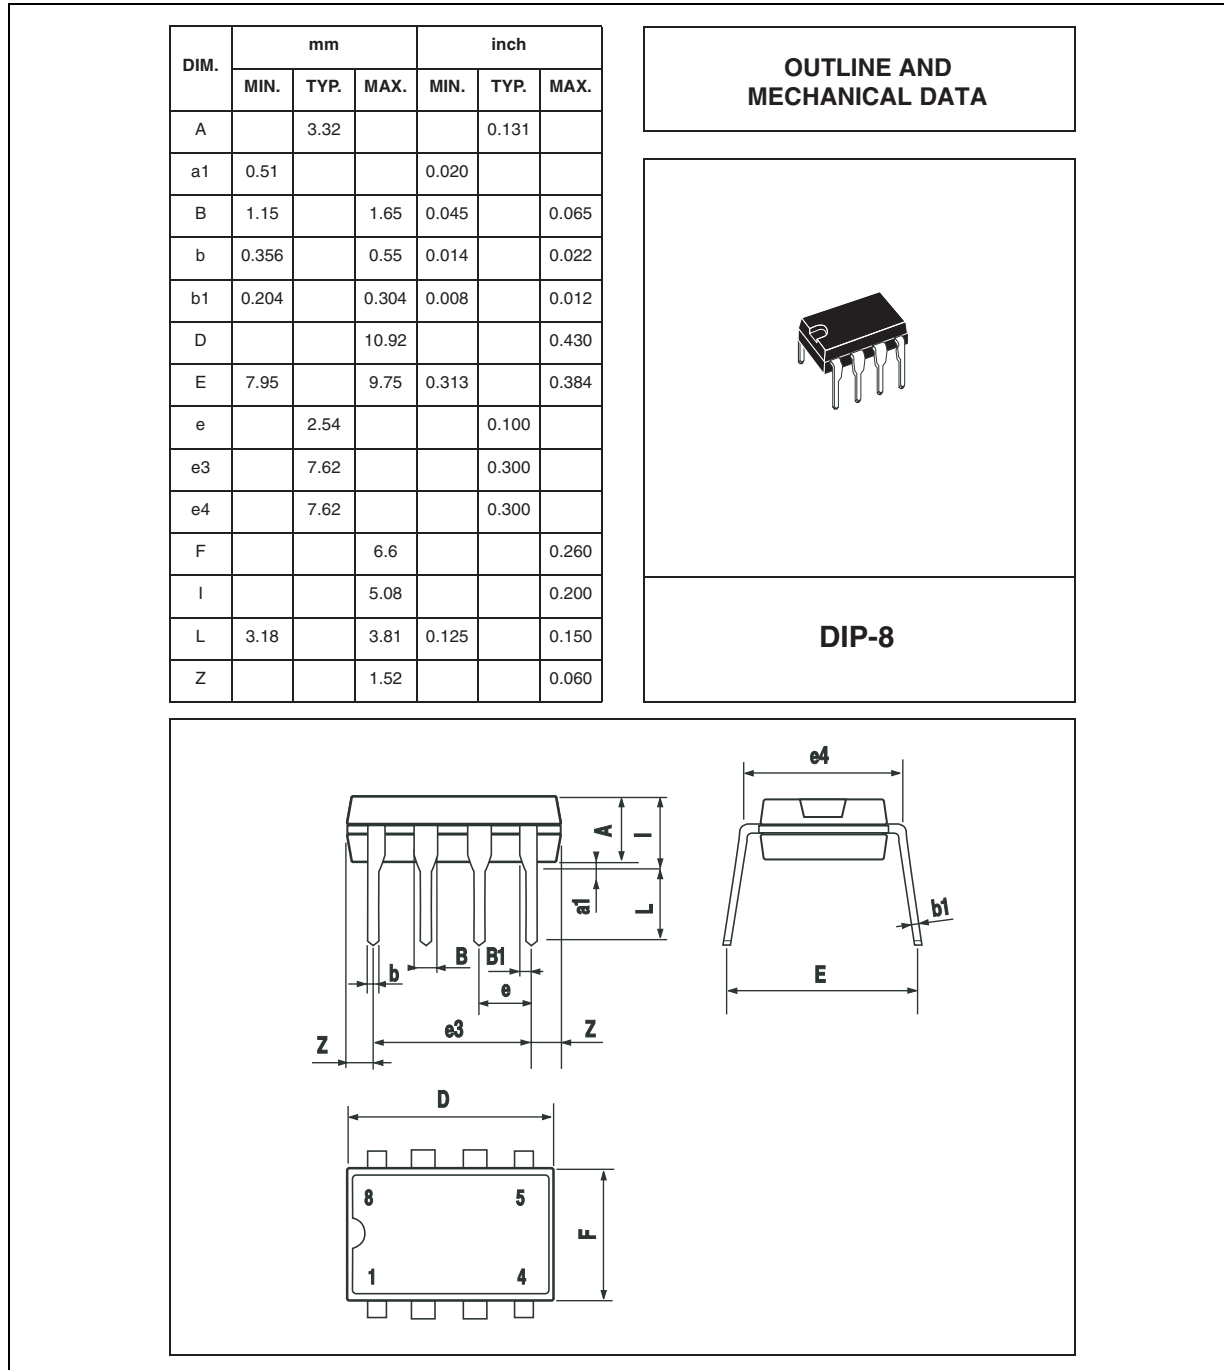 DIM. mm inch
MIN. TYP. MAX. MIN. TYP. MAX.
A 3.32 0.131
a1 0.51 0.020
B 1.15 1.65 0.045 0.065
b 0.356 0.55 0.014 0.022
b1 0.204 0.304 0.008 0.012
D 10.92 0.430
E 7.95 9.75 0.313 0.384
e 2.54 0.100
e3 7.62 0.300
e4 7.62 0.300
F 6.6 0.260
I 5.08 0.200
L 3.18 3.81 0.125 0.150
Z 1.52 0.060
OUTLINE AND
MECHANICAL DATA
DIP-8
e4
A I
a1 L
b1
b B B1
e
E
e3
Z Z
D
8 5
F
1 4